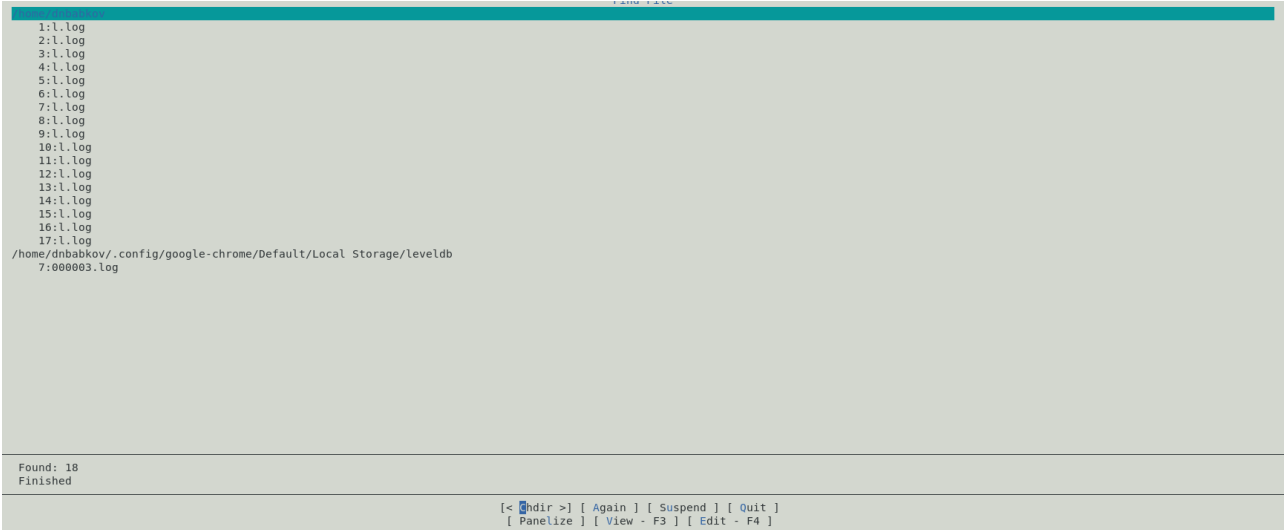 Find File
/home/dnbabkov
1:l.log
2:l.log
3:l.log
4:l.log
5:l.log
6:l.log
7:l.log
8:l.log
9:l.log
10:l.log
11:l.log
12:l.log
13:l.log
14:l.log
15:l.log
16:l.log
17:l.log
/home/dnbabkov/.config/google-chrome/Default/Local Storage/leveldb
7:000003.log
Found: 18
Finished
[< Chdir >] [ Again ] [ Suspend ] [ Quit ]
[ Panelize ] [ View - F3 ] [ Edit - F4 ]